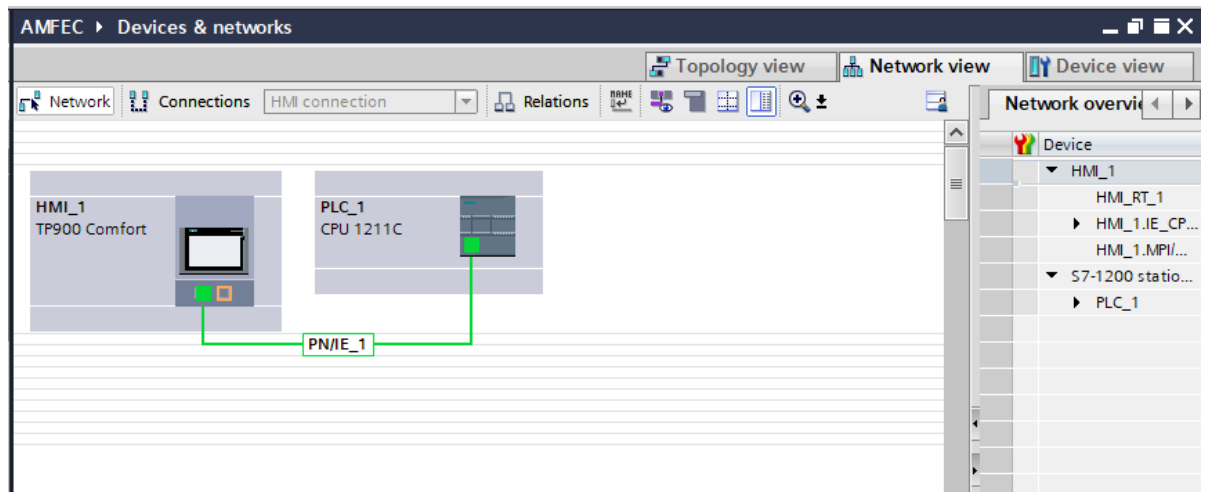 AMFEC ▸ Devices & networks
Topology view Network view Device view
Network Connections HMI connection Relations
Network overvi
Device
HMI_1
TP900 Comfort
PLC_1
CPU 1211C
PN/IE_1
HMI_1
HMI_RT_1
HMI_1.IE_CP...
HMI_1.MPI/...
S7-1200 statio...
PLC_1